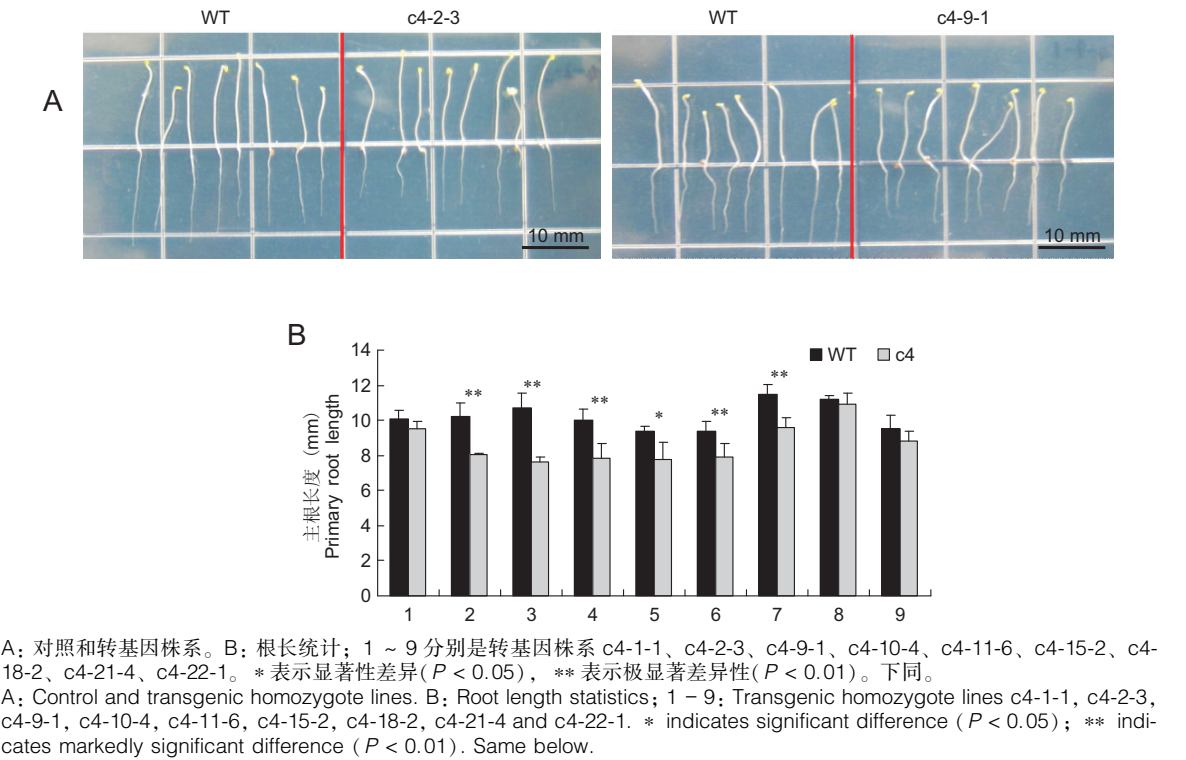 WT c4-2-3 WT c4-9-1
A
10 mm 10 mm
B
14
12
10
8
6
4
2
0
主根长度 (mm)
Primary root length
WT c4
** ** ** * ** **
1 2 3 4 5 6 7 8 9
A: 对照和转基因株系。B: 根长统计; 1 ~ 9 分别是转基因株系 c4-1-1、c4-2-3、c4-9-1、c4-10-4、c4-11-6、c4-15-2、c4-
18-2、c4-21-4、c4-22-1。* 表示显著性差异(P < 0.05), ** 表示极显著差异性(P < 0.01)。下同。
A: Control and transgenic homozygote lines. B: Root length statistics; 1 - 9: Transgenic homozygote lines c4-1-1, c4-2-3,
c4-9-1, c4-10-4, c4-11-6, c4-15-2, c4-18-2, c4-21-4 and c4-22-1. * indicates significant difference (P < 0.05); ** indi-
cates markedly significant difference (P < 0.01). Same below.